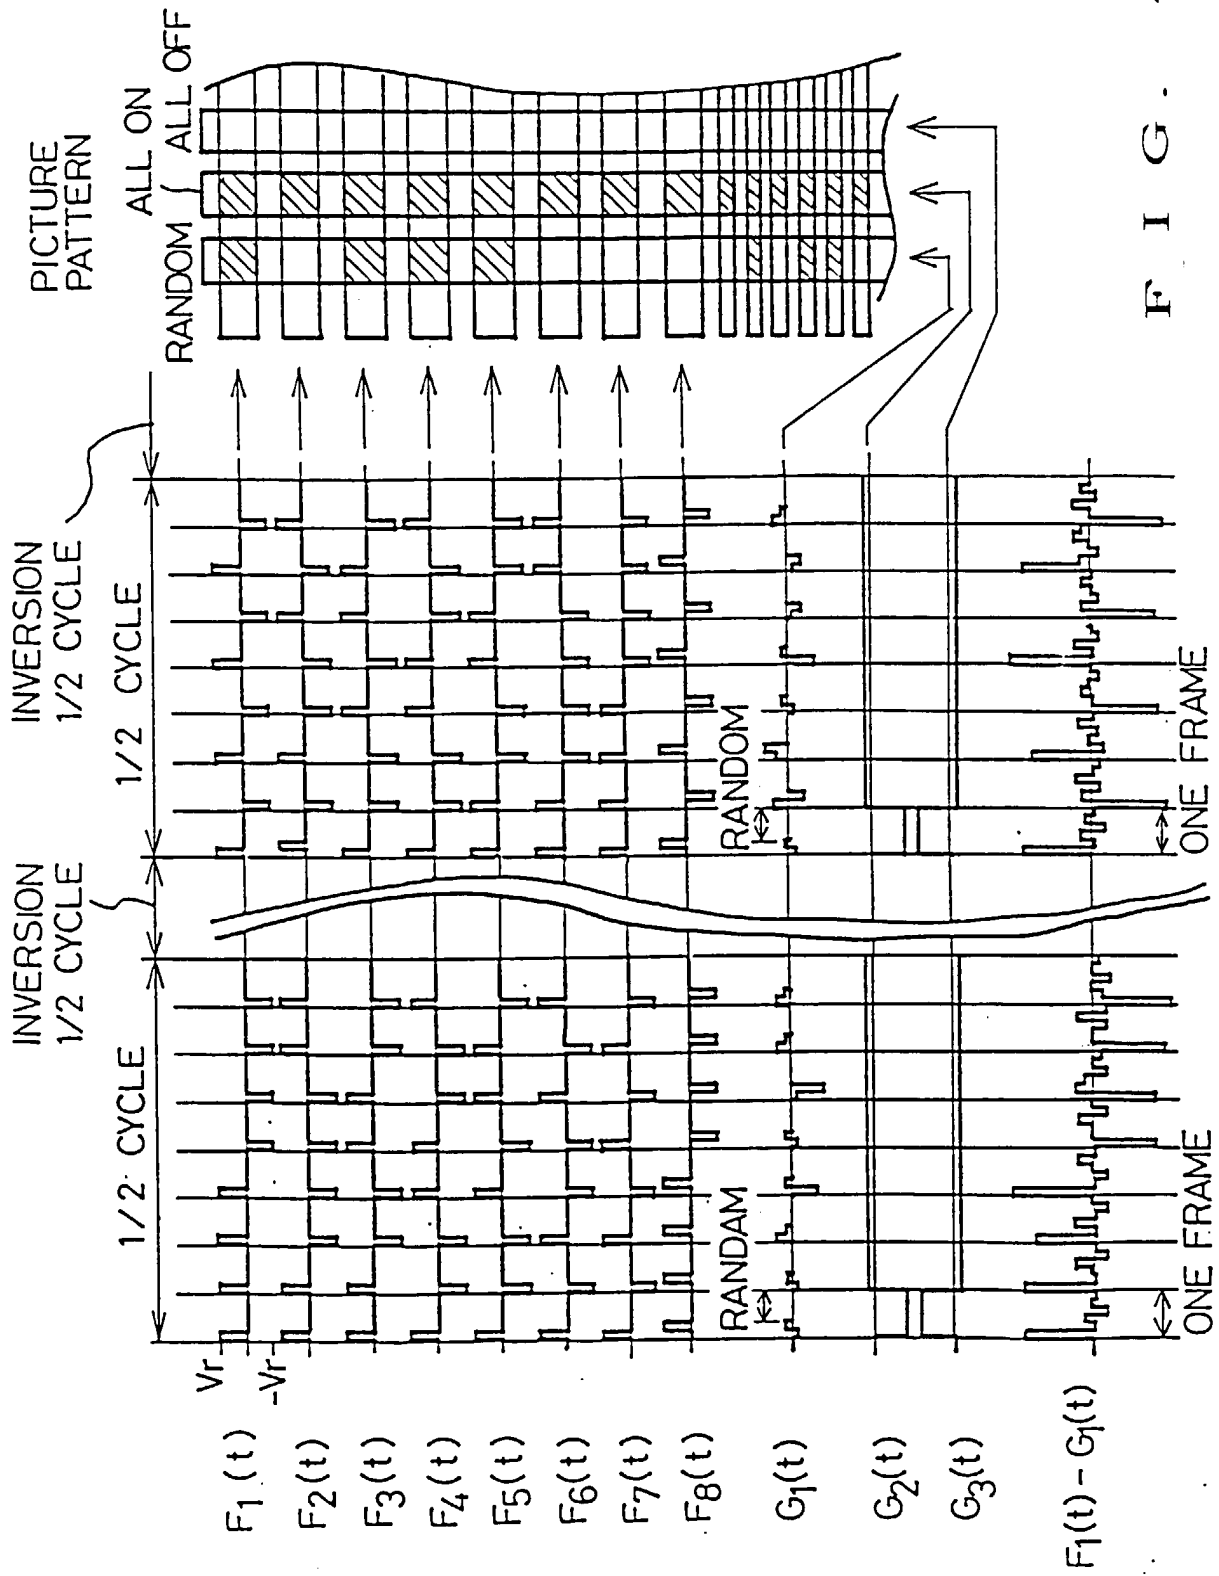 PICTURE
PATTERN
RANDOM
ALL ON
ALL OFF
INVERSION
1/2 CYCLE
1/2 CYCLE
INVERSION
1/2 CYCLE
1/2 CYCLE
Vr
-Vr
F1(t)
F2(t)
F3(t)
F4(t)
F5(t)
F6(t)
F7(t)
F8(t)
RANDAM
RANDOM
G1(t)
G2(t)
G3(t)
F1(t) - G1(t)
ONE FRAME
ONE FRAME
F I G .